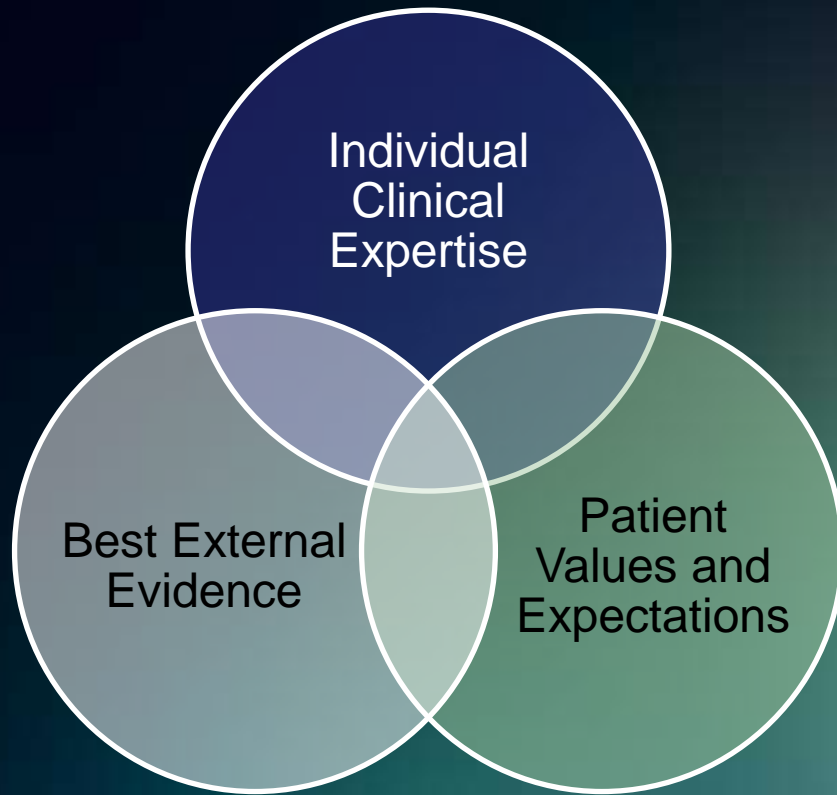 Individual
Clinical
Expertise
Best External
Evidence
Patient
Values and
Expectations